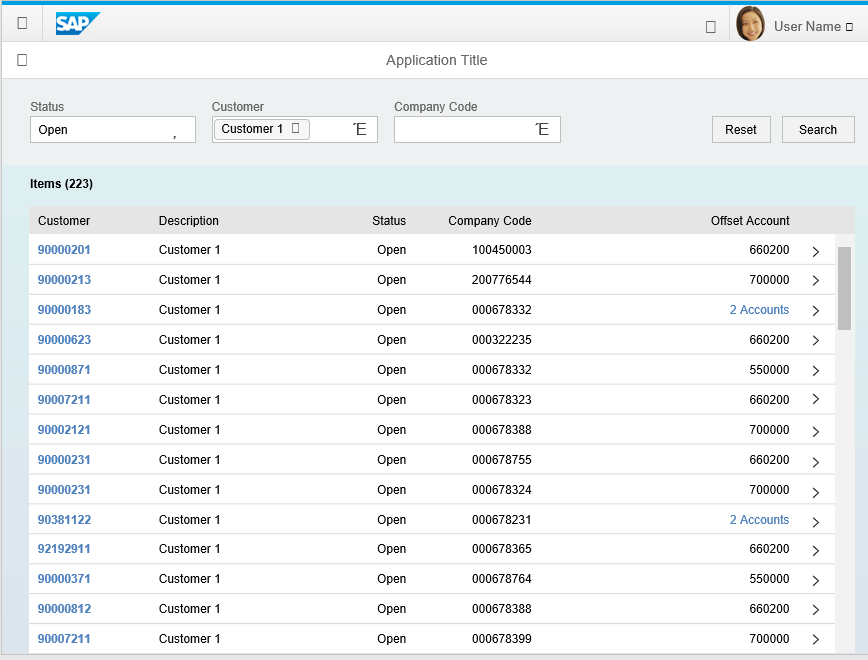 SAP
User Name
Application Title
Status Customer Company Code
Open Customer 1 Reset Search
Items (223)
Customer Description Status Company Code Offset Account
90000201 Customer 1 Open 100450003 660200
90000213 Customer 1 Open 200776544 700000
90000183 Customer 1 Open 000678332 2 Accounts
90000623 Customer 1 Open 000322235 660200
90000871 Customer 1 Open 000678332 550000
90007211 Customer 1 Open 000678323 660200
90002121 Customer 1 Open 000678388 700000
90000231 Customer 1 Open 000678755 660200
90000231 Customer 1 Open 000678324 700000
90381122 Customer 1 Open 000678231 2 Accounts
92192911 Customer 1 Open 000678365 660200
90000371 Customer 1 Open 000678764 550000
90000812 Customer 1 Open 000678388 660200
90007211 Customer 1 Open 000678399 700000